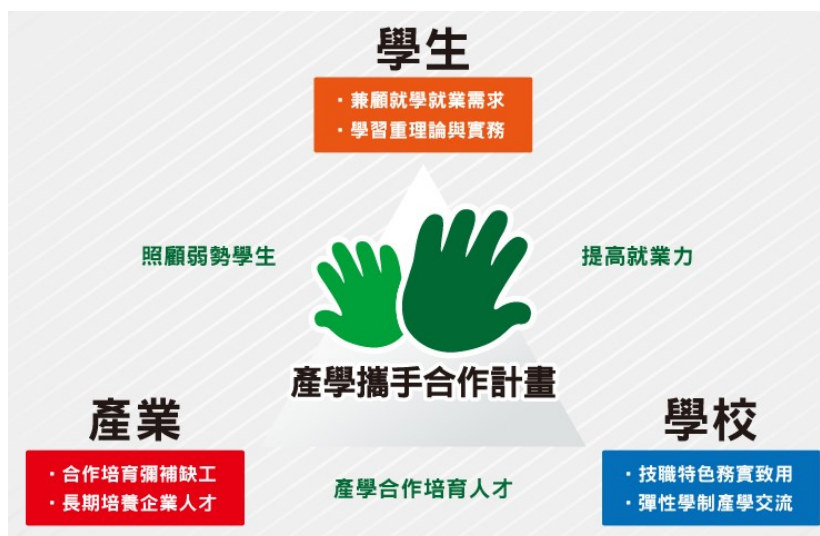 學生
・兼顧就學就業需求
・學習重理論與實務
照顧弱勢學生
提高就業力
產學攜手合作計畫
產業
・合作培育彌補缺工
・長期培養企業人才
產學合作培育人才
學校
・技職特色務實致用
・彈性學制產學交流